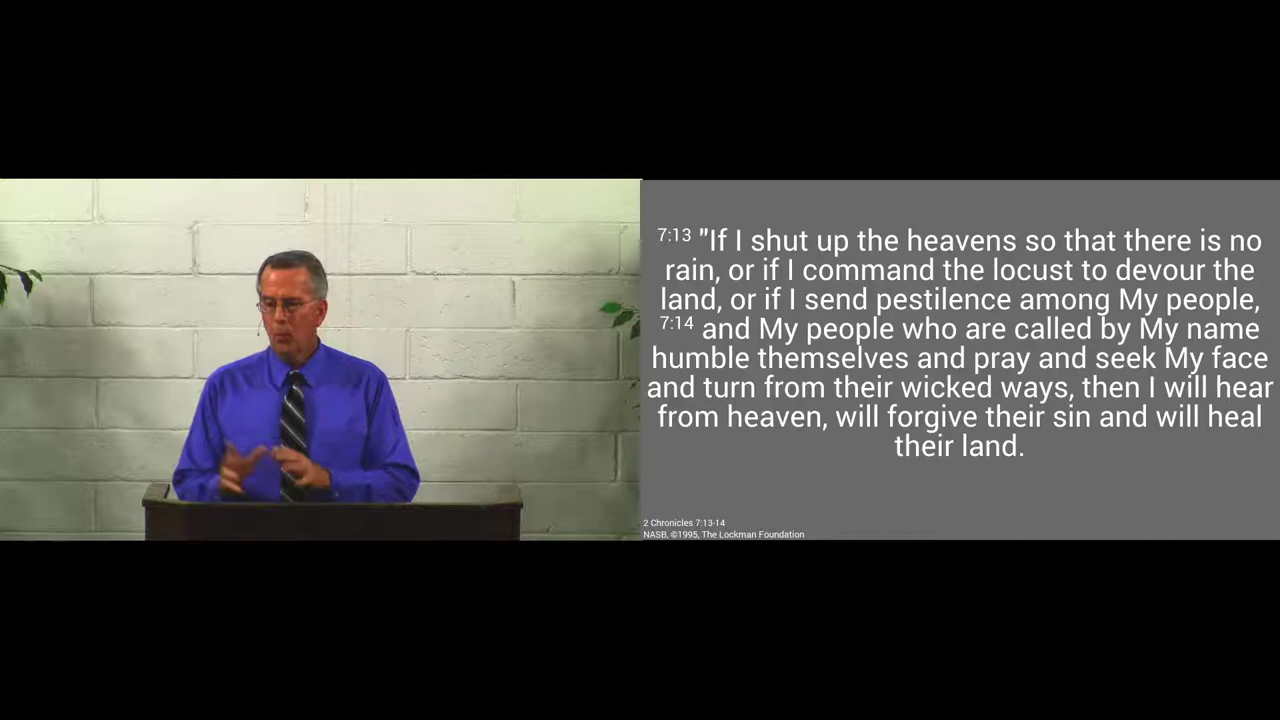 7:13 "If I shut up the heavens so that there is no
rain, or if I command the locust to devour the
land, or if I send pestilence among My people,
7:14 and My people who are called by My name
humble themselves and pray and seek My face
and turn from their wicked ways, then I will hear
from heaven, will forgive their sin and will heal
their land.
2 Chronicles 7:13-14
NASB, ©1995, The Lockman Foundation